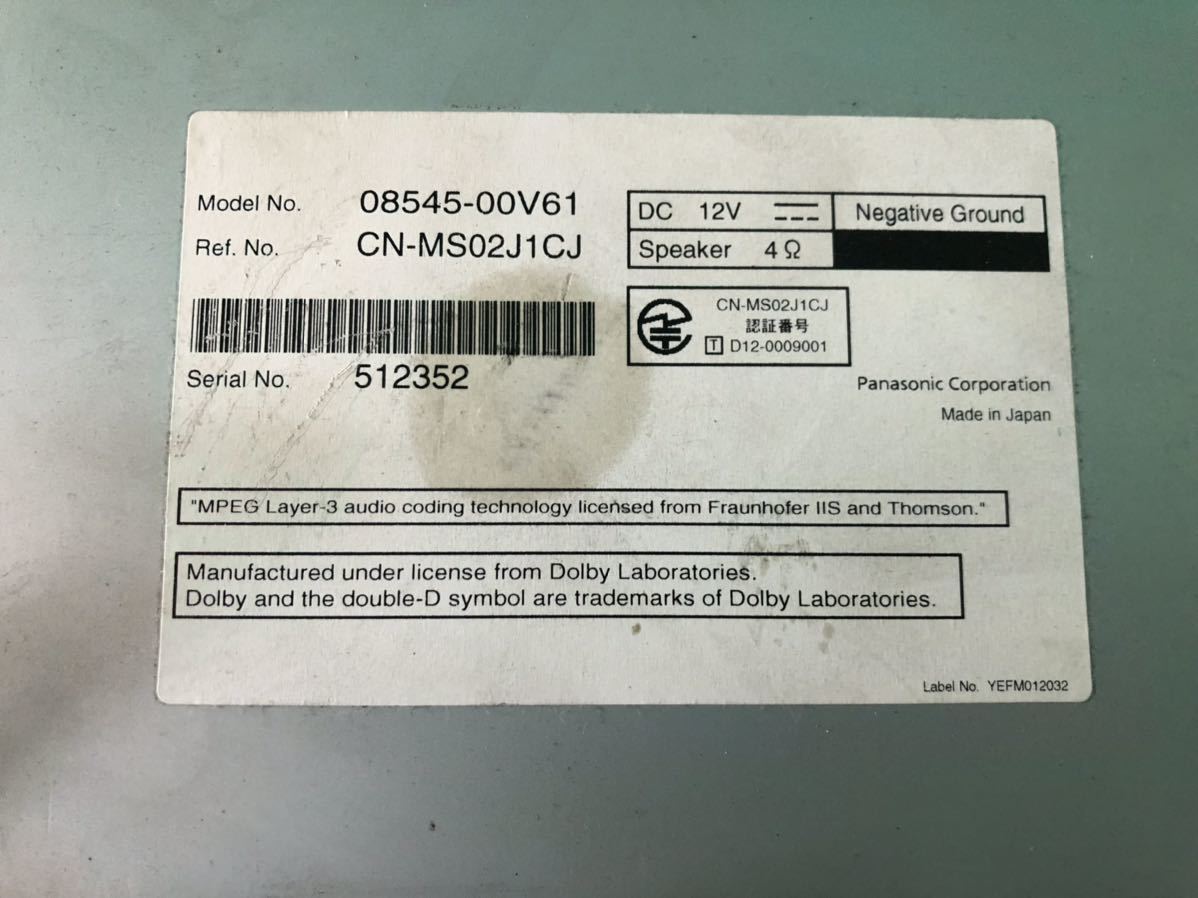 Model No. 08545-00V61
Ref. No. CN-MS02J1CJ
Serial No. 512352
DC 12V
Negative Ground
Speaker 4Ω
CN-MS02J1CJ
認証番号
T D12-0009001
Panasonic Corporation
Made in Japan
"MPEG Layer-3 audio coding technology licensed from Fraunhofer IIS and Thomson."
Manufactured under license from Dolby Laboratories.
Dolby and the double-D symbol are trademarks of Dolby Laboratories.
Label No. YEFM012032